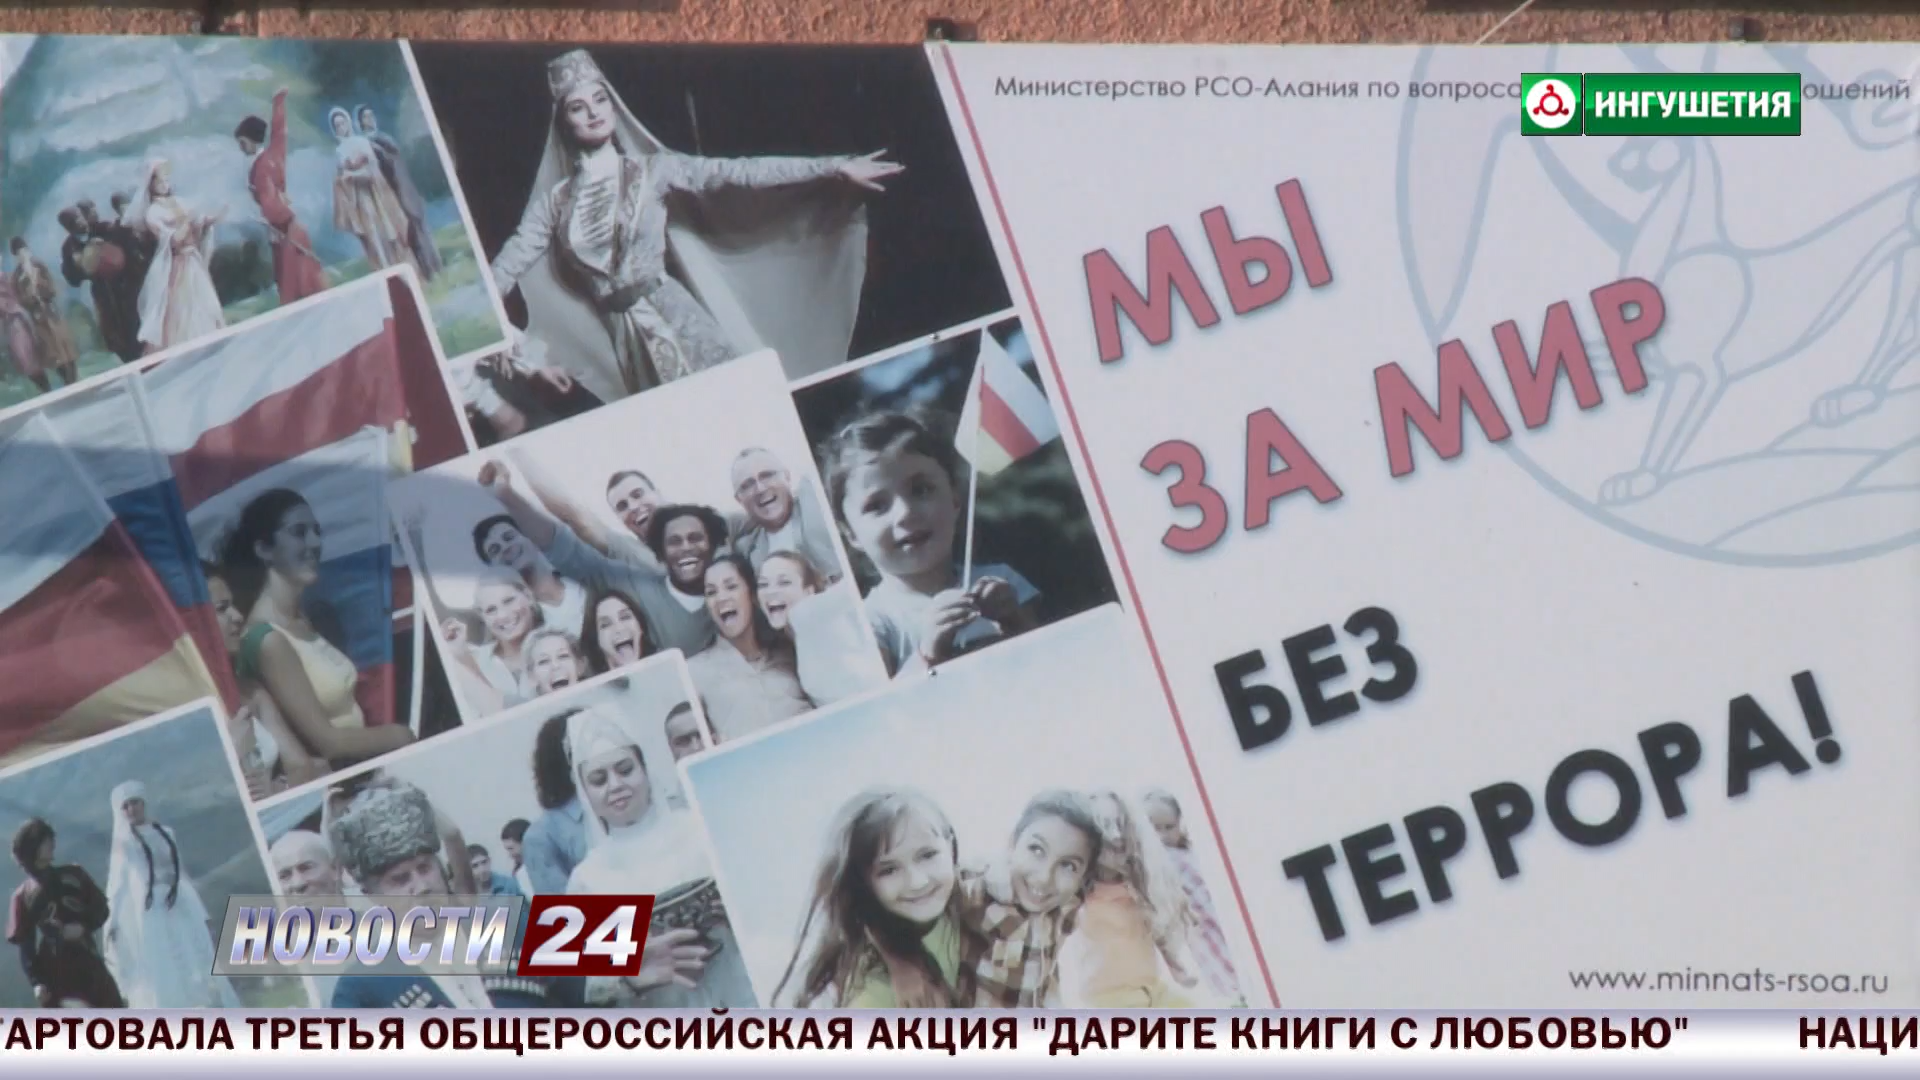 Министерство РСО-Алания по вопроса ошений
ИНГУШЕТИЯ
МЫ
ЗА МИР
БЕЗ
ТЕРРОРА!
www.minnats-rsoa.ru
НОВОСТИ 24
ТАРТОВАЛА ТРЕТЬЯ ОБЩЕРОССИЙСКАЯ АКЦИЯ "ДАРИТЕ КНИГИ С ЛЮБОВЬЮ" НАЦИ